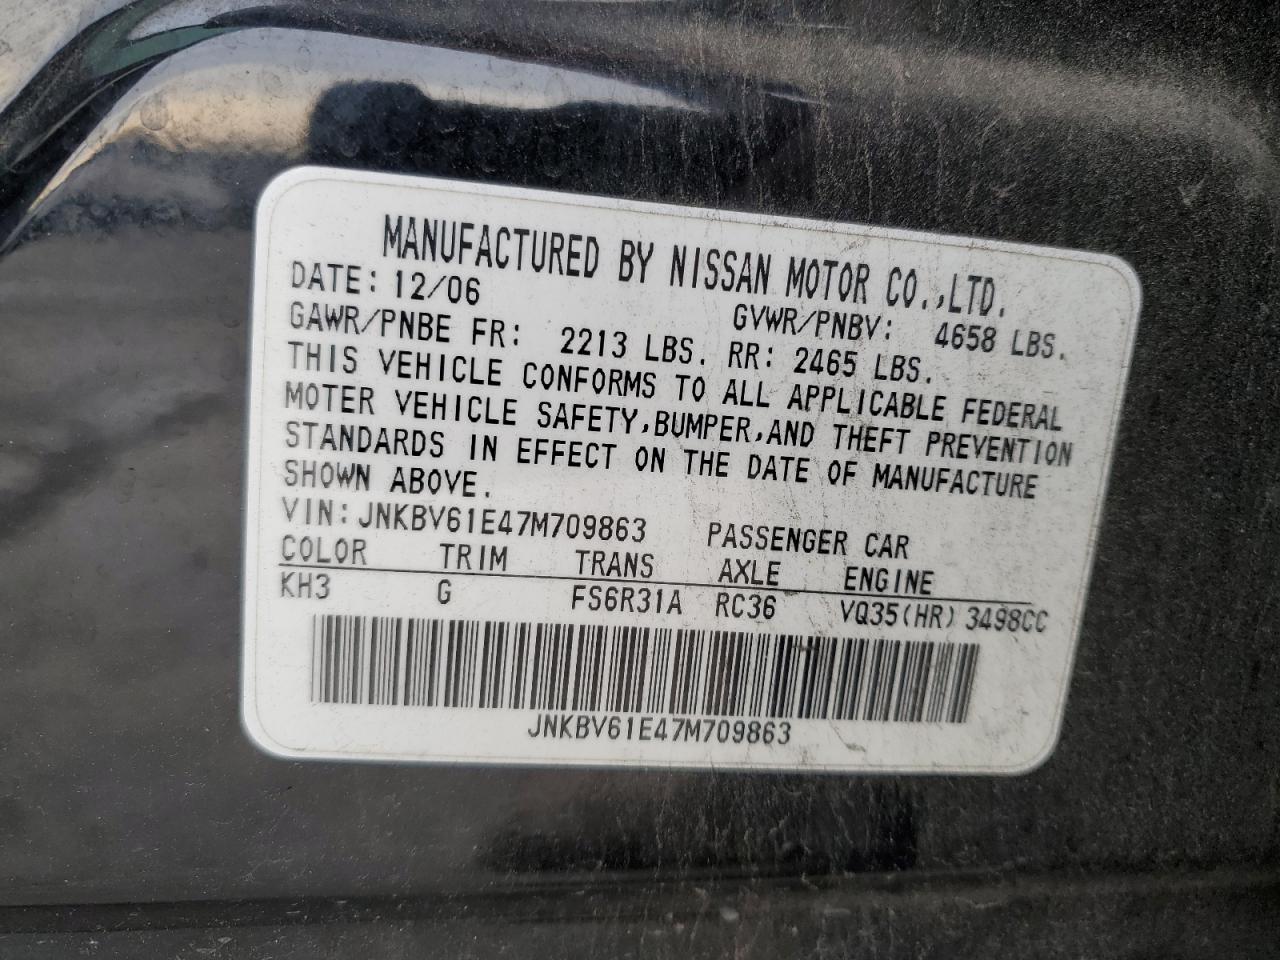 MANUFACTURED BY NISSAN MOTOR CO.,LTD.
DATE: 12/06 GVWR/PNBV: 4658 LBS.
GAWR/PNBE FR: 2213 LBS. RR: 2465 LBS.
THIS VEHICLE CONFORMS TO ALL APPLICABLE FEDERAL
MOTER VEHICLE SAFETY,BUMPER,AND THEFT PREVENTION
STANDARDS IN EFFECT ON THE DATE OF MANUFACTURE
SHOWN ABOVE.
VIN: JNKBV61E47M709863 PASSENGER CAR
COLOR TRIM TRANS AXLE ENGINE
KH3 G FS6R31A RC36 VQ35(HR) 3498CC
JNKBV61E47M709863